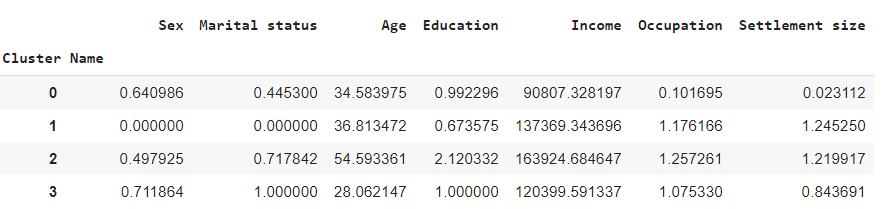 Sex Marital status Age Education Income Occupation Settlement size
Cluster Name
0 0.640986 0.445300 34.583975 0.992296 90807.328197 0.101695 0.023112
1 0.000000 0.000000 36.813472 0.673575 137369.343696 1.176166 1.245250
2 0.497925 0.717842 54.593361 2.120332 163924.684647 1.257261 1.219917
3 0.711864 1.000000 28.062147 1.000000 120399.591337 1.075330 0.843691